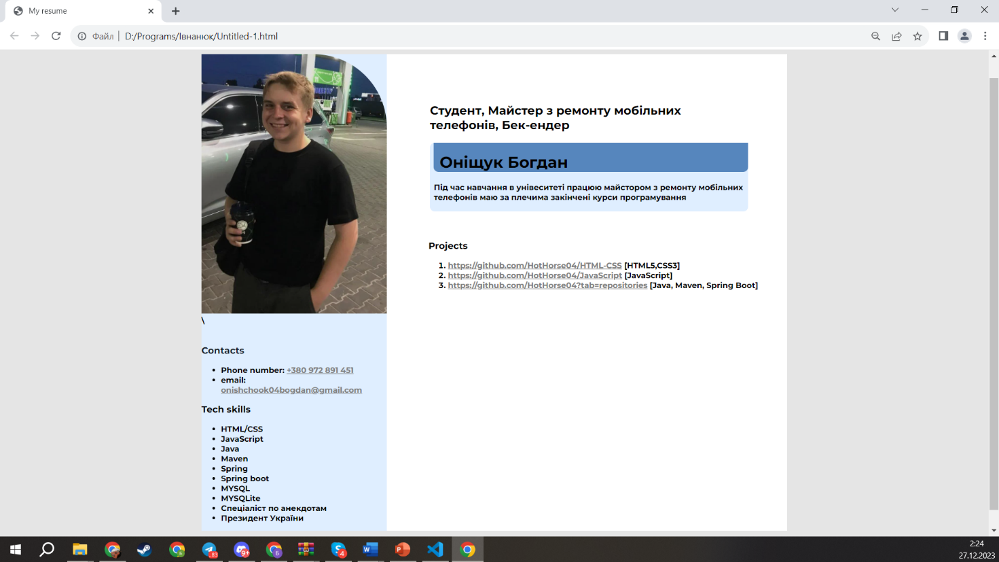 My resume
Файл
D:/Programs/Івнанюк/Untitled-1.html
Студент, Майстер з ремонту мобільних
телефонів, Бек-ендер
Оніщук Богдан
Під час навчання в унівеситеті працюю майстором з ремонту мобільних
телефонів маю за плечима закінчені курси програмування
Projects
1. https://github.com/HotHorse04/HTML-CSS [HTML5,CSS3]
2. https://github.com/HotHorse04/JavaScript [JavaScript]
3. https://github.com/HotHorse04?tab=repositories [Java, Maven, Spring Boot]
\
Contacts
• Phone number: +380 972 891 451
• email:
onishchook04bogdan@gmail.com
Tech skills
• HTML/CSS
• JavaScript
• Java
• Maven
• Spring
• Spring boot
• MYSQL
• MYSQLite
• Спеціаліст по анекдотам
• Президент України
83
9+
4
2:24
27.12.2023